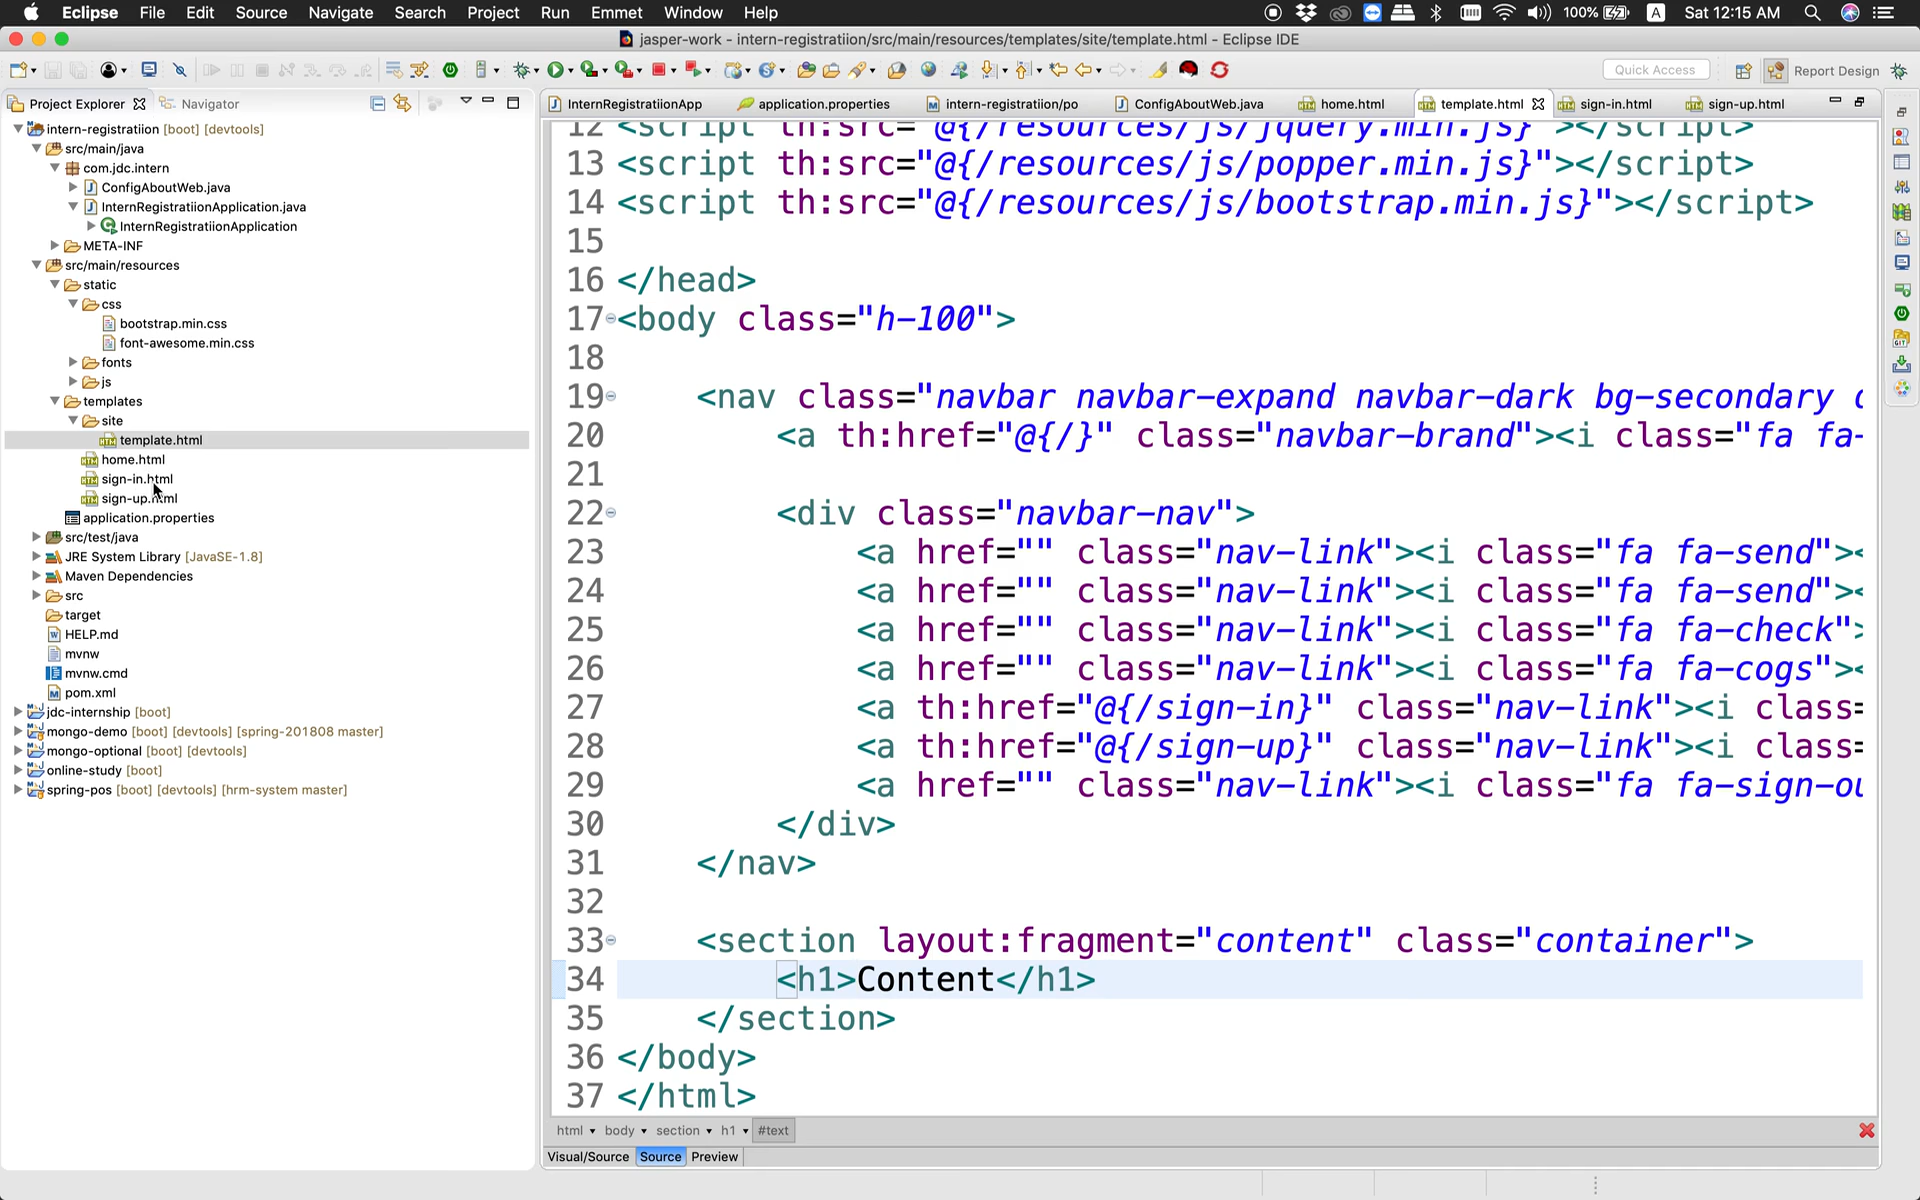 Eclipse File Edit Source Navigate Search Project Run Emmet Window Help 100% A Sat 12:15 AM
jasper-work - intern-registratiion/src/main/resources/templates/site/template.html - Eclipse IDE
Quick Access Report Design
Project Explorer Navigator
intern-registratiion [boot] [devtools]
src/main/java
com.jdc.intern
ConfigAboutWeb.java
InternRegistratiionApplication.java
InternRegistratiionApplication
META-INF
src/main/resources
static
css
bootstrap.min.css
font-awesome.min.css
fonts
js
templates
site
template.html
home.html
sign-in.html
sign-up.html
application.properties
src/test/java
JRE System Library [JavaSE-1.8]
Maven Dependencies
src
target
HELP.md
mvnw
mvnw.cmd
pom.xml
jdc-internship [boot]
mongo-demo [boot] [devtools] [spring-201808 master]
mongo-optional [boot] [devtools]
online-study [boot]
spring-pos [boot] [devtools] [hrm-system master]
InternRegistratiionApp application.properties intern-registratiion/po ConfigAboutWeb.java home.html template.html sign-in.html sign-up.html
12 <script th:src="@{/resources/js/jquery.min.js}"></script>
13 <script th:src="@{/resources/js/popper.min.js}"></script>
14 <script th:src="@{/resources/js/bootstrap.min.js}"></script>
15
16 </head>
17 <body class="h-100">
18
19 <nav class="navbar navbar-expand navbar-dark bg-secondary
20 <a th:href="@{/}" class="navbar-brand"><i class="fa fa-
21
22 <div class="navbar-nav">
23 <a href="" class="nav-link"><i class="fa fa-send"><
24 <a href="" class="nav-link"><i class="fa fa-send"><
25 <a href="" class="nav-link"><i class="fa fa-check">
26 <a href="" class="nav-link"><i class="fa fa-cogs"><
27 <a th:href="@{/sign-in}" class="nav-link"><i class=
28 <a th:href="@{/sign-up}" class="nav-link"><i class=
29 <a href="" class="nav-link"><i class="fa fa-sign-ou
30 </div>
31 </nav>
32
33 <section layout:fragment="content" class="container">
34 <h1>Content</h1>
35 </section>
36 </body>
37 </html>
html body section h1 #text
Visual/Source Source Preview